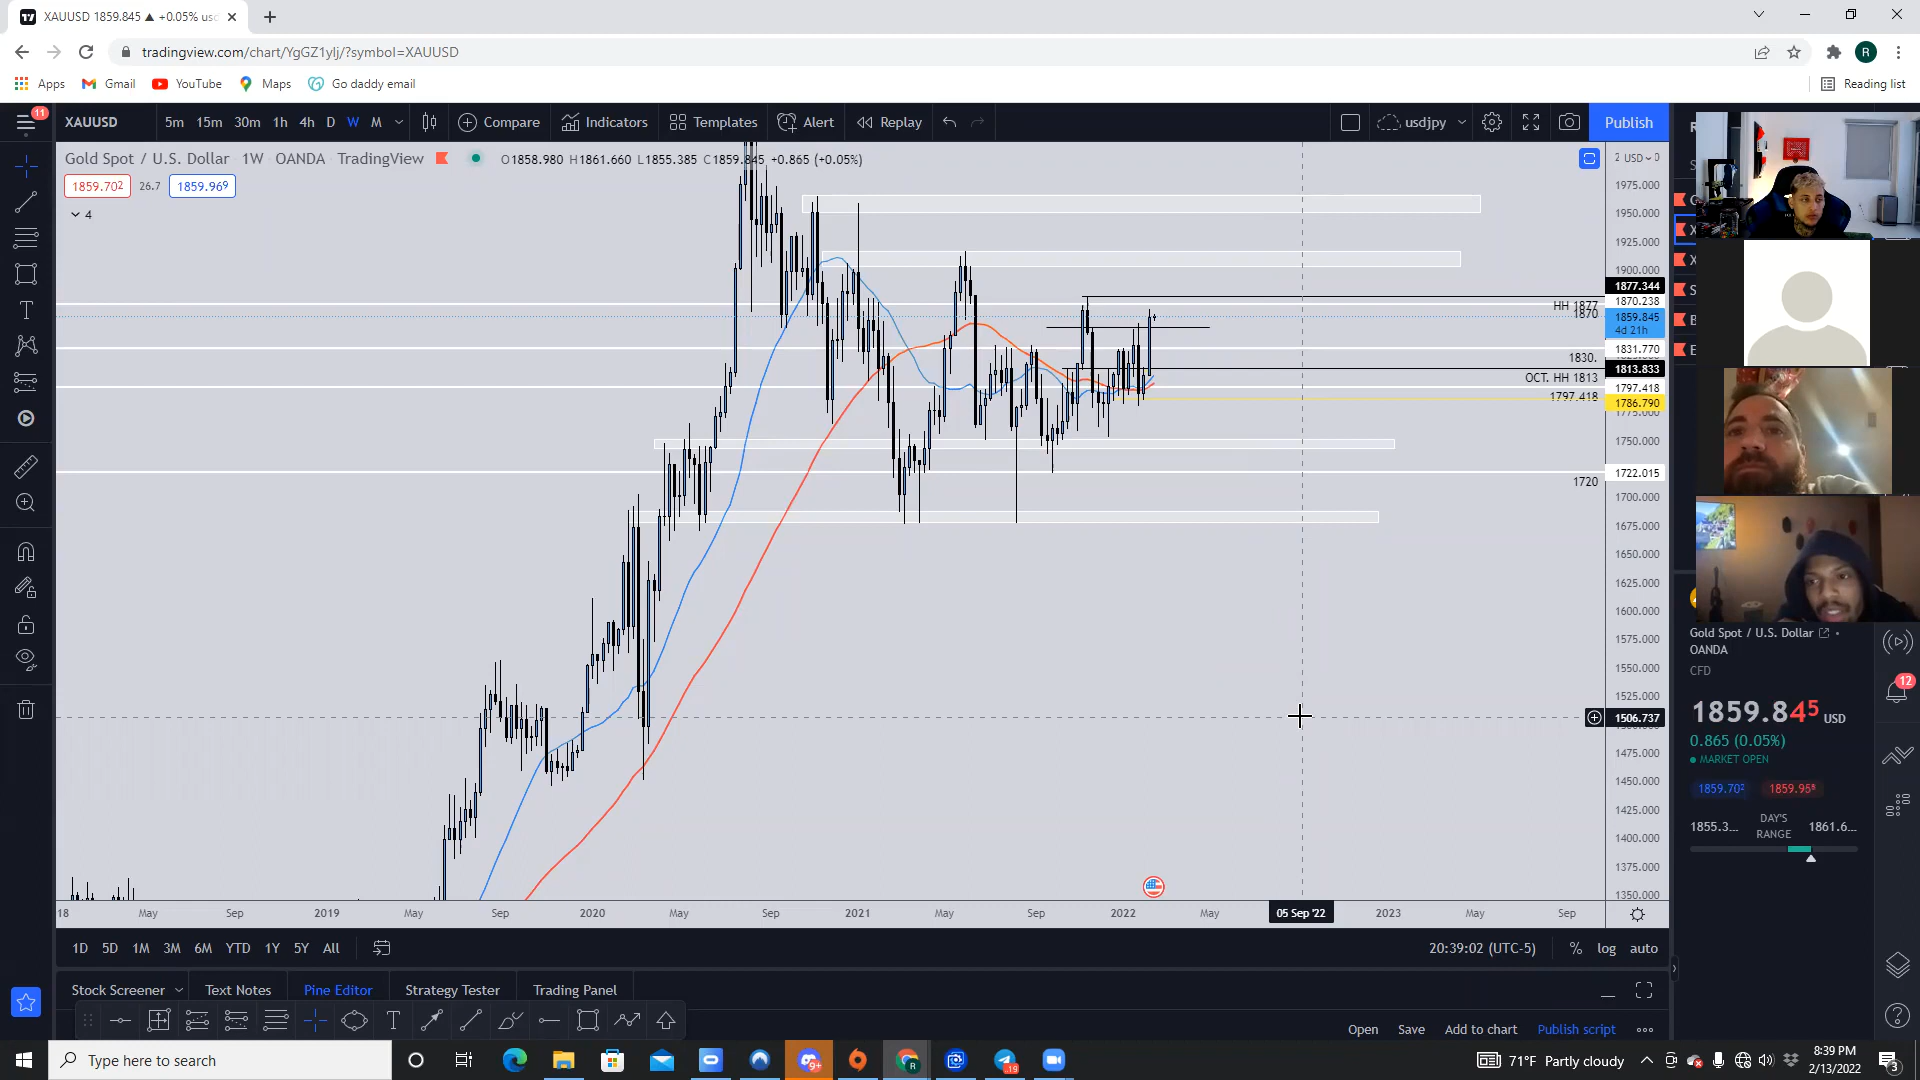 XAUUSD 1859.845 ▲ +0.05% usc
tradingview.com/chart/YgGZ1yIj/?symbol=XAUUSD
R
Apps Gmail YouTube Maps Go daddy email Reading list
11
XAUUSD 5m 15m 30m 1h 4h D W M Compare Indicators Templates Alert Replay usdjpy Publish
Gold Spot / U.S. Dollar · 1W · OANDA · TradingView O1858.980 H1861.660 L1855.385 C1859.845 +0.865 (+0.05%)
1859.702 26.7 1859.969
4
USD
1975.000
1950.000
1925.000
1900.000
1877.344
HH 1877
1870.238
1870
1859.845
4d 21h
1831.770
1830.
1813.833
OCT. HH 1813
1797.418
1797.418
1786.790
1775.000
1750.000
1722.015
1720
1700.000
1675.000
1650.000
1625.000
1600.000
1575.000
1550.000
1525.000
1506.737
1475.000
1450.000
1425.000
1400.000
1375.000
1350.000
18 May Sep 2019 May Sep 2020 May Sep 2021 May Sep 2022 May 05 Sep '22 2023 May Sep
1D 5D 1M 3M 6M YTD 1Y 5Y All 20:39:02 (UTC-5) % log auto
Stock Screener Text Notes Pine Editor Strategy Tester Trading Panel
Open Save Add to chart Publish script
Gold Spot / U.S. Dollar
OANDA
CFD
12
1859.845 USD
0.865 (0.05%)
MARKET OPEN
1859.702 1859.958
1855.3... DAY'S RANGE 1861.6...
Type here to search
9+
19
71°F Partly cloudy
8:39 PM
2/13/2022
3